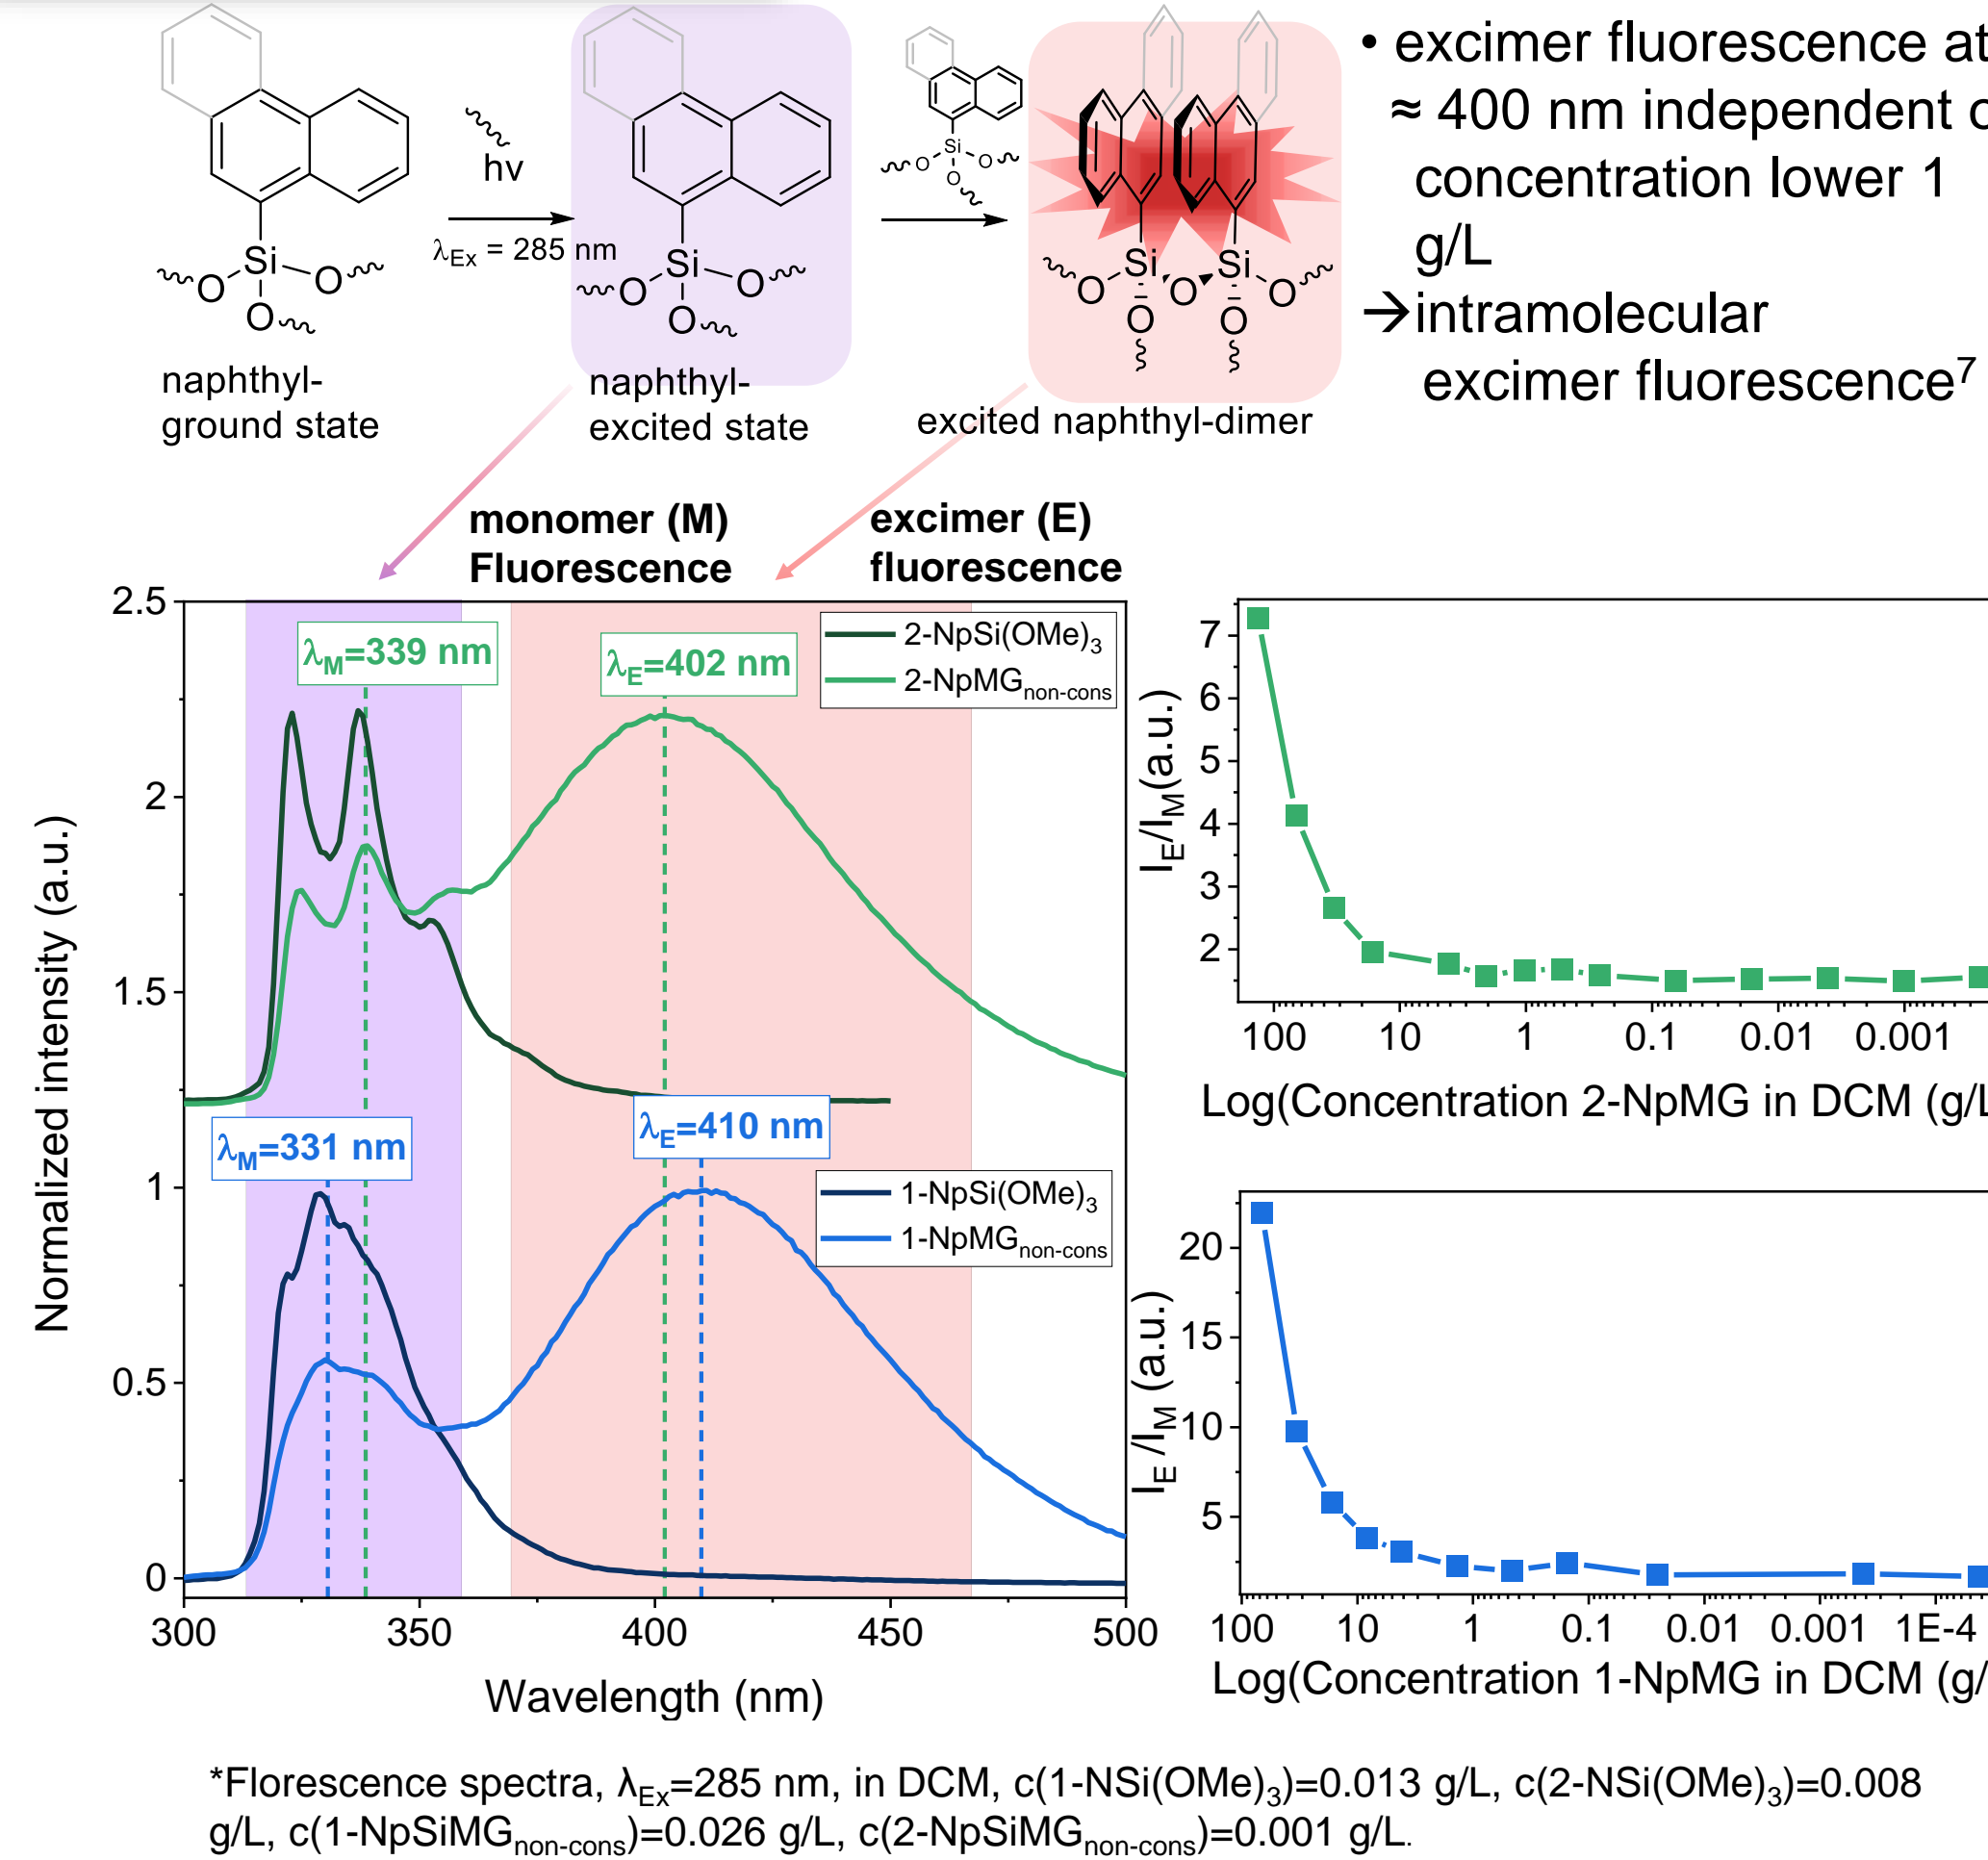 hν
λEx = 285 nm
Si
O
O
O
Si
O
O
O
Si
O
O
O
Si
O
Si
O
O
O
O
naphthyl-
ground state
naphthyl-
excited state
excited naphthyl-dimer
• excimer fluorescence at
≈ 400 nm independent
concentration lower 1
g/L
→intramolecular
excimer fluorescence7
monomer (M)
Fluorescence
excimer (E)
fluorescence
Normalized intensity (a.u.)
2.5
2
1.5
1
0.5
0
300 350 400 450 500
Wavelength (nm)
λM=339 nm
λE=402 nm
2-NpSi(OMe)3
2-NpMGnon-cons
λM=331 nm
λE=410 nm
1-NpSi(OMe)3
1-NpMGnon-cons
IE/IM(a.u.)
7
6
5
4
3
2
100 10 1 0.1 0.01 0.001
Log(Concentration 2-NpMG in DCM (g/L
IE/IM (a.u.)
20
15
10
5
100 10 1 0.1 0.01 0.001 1E-4
Log(Concentration 1-NpMG in DCM (g/
*Florescence spectra, λEx=285 nm, in DCM, c(1-NSi(OMe)3)=0.013 g/L, c(2-NSi(OMe)3)=0.008
g/L, c(1-NpSiMGnon-cons)=0.026 g/L, c(2-NpSiMGnon-cons)=0.001 g/L.